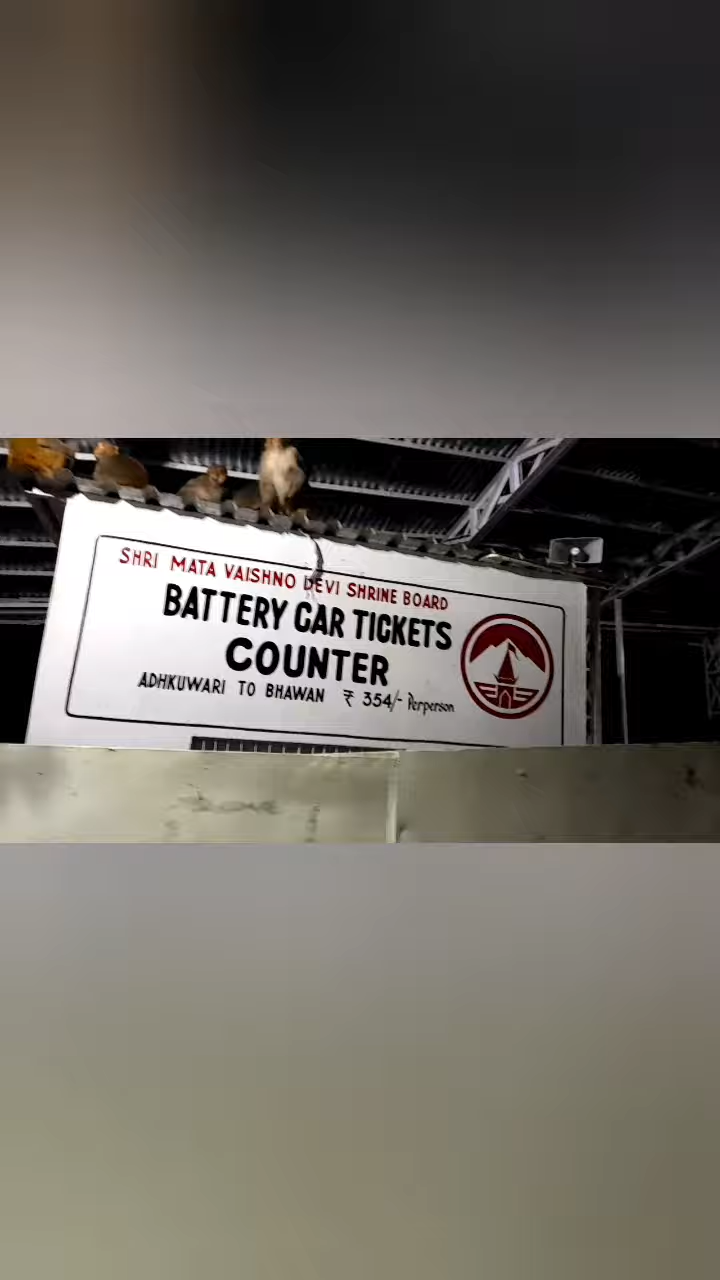 SHRI MATA VAISHNO DEVI SHRINE BOARD
BATTERY CAR TICKETS
COUNTER
ADHKUWARI TO BHAWAN ₹ 354/- Perperson